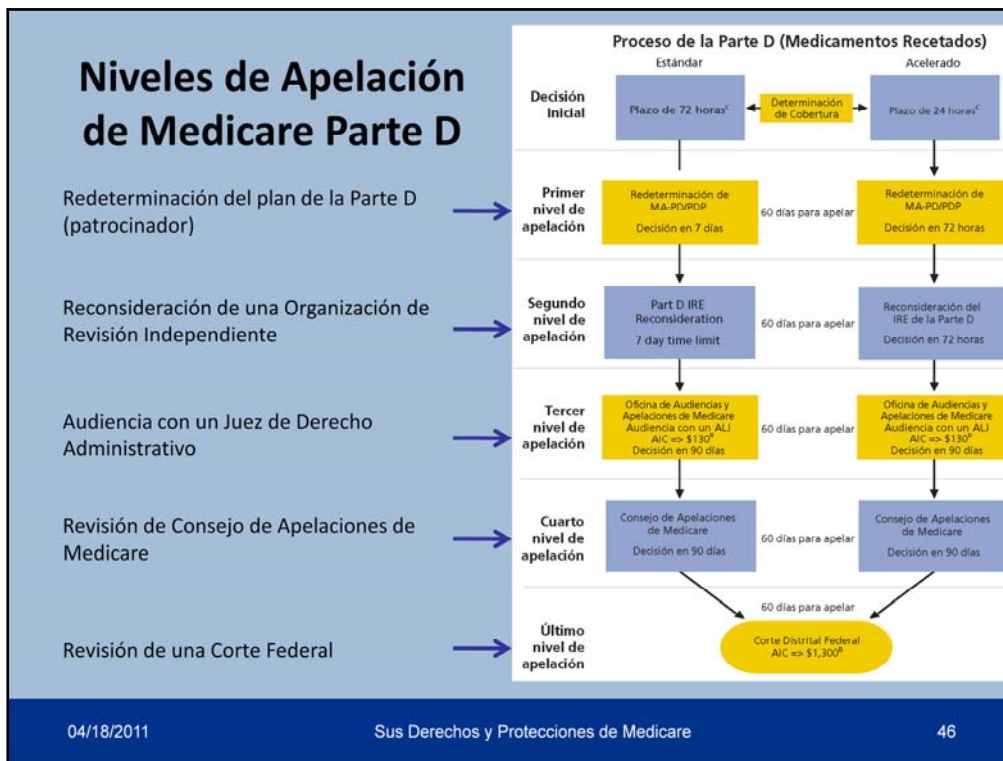 Niveles de Apelación
de Medicare Parte D
Redeterminación del plan de la Parte D
(patrocinador)
Reconsideración de una Organización de
Revisión Independiente
Audiencia con un Juez de Derecho
Administrativo
Revisión de Consejo de Apelaciones de
Medicare
Revisión de una Corte Federal
Proceso de la Parte D (Medicamentos Recetados)
Estándar
Acelerado
Decisión
Inicial
Plazo de 72 horasᶜ
Determinación
de Cobertura
Plazo de 24 horasᶜ
Primer
nivel de
apelación
Redeterminación de
MA-PD/PDP
Decisión en 7 días
60 días para apelar
Redeterminación de
MA-PD/PDP
Decisión en 72 horas
Segundo
nivel de
apelación
Part D IRE
Reconsideration
7 day time limit
60 días para apelar
Reconsideración del
IRE de la Parte D
Decisión en 72 horas
Tercer
nivel de
apelación
Oficina de Audiencias y
Apelaciones de Medicare
Audiencia con un ALJ
AIC => $130ᴮ
Decisión en 90 días
60 días para apelar
Oficina de Audiencias y
Apelaciones de Medicare
Audiencia con un ALJ
AIC => $130ᴮ
Decisión en 90 días
Cuarto
nivel de
apelación
Consejo de Apelaciones
de Medicare
Decisión en 90 días
60 días para apelar
Consejo de Apelaciones
de Medicare
Decisión en 90 días
60 días para apelar
Último
nivel de
apelación
Corte Distrital Federal
AIC => $1,300ᴮ
04/18/2011
Sus Derechos y Protecciones de Medicare
46